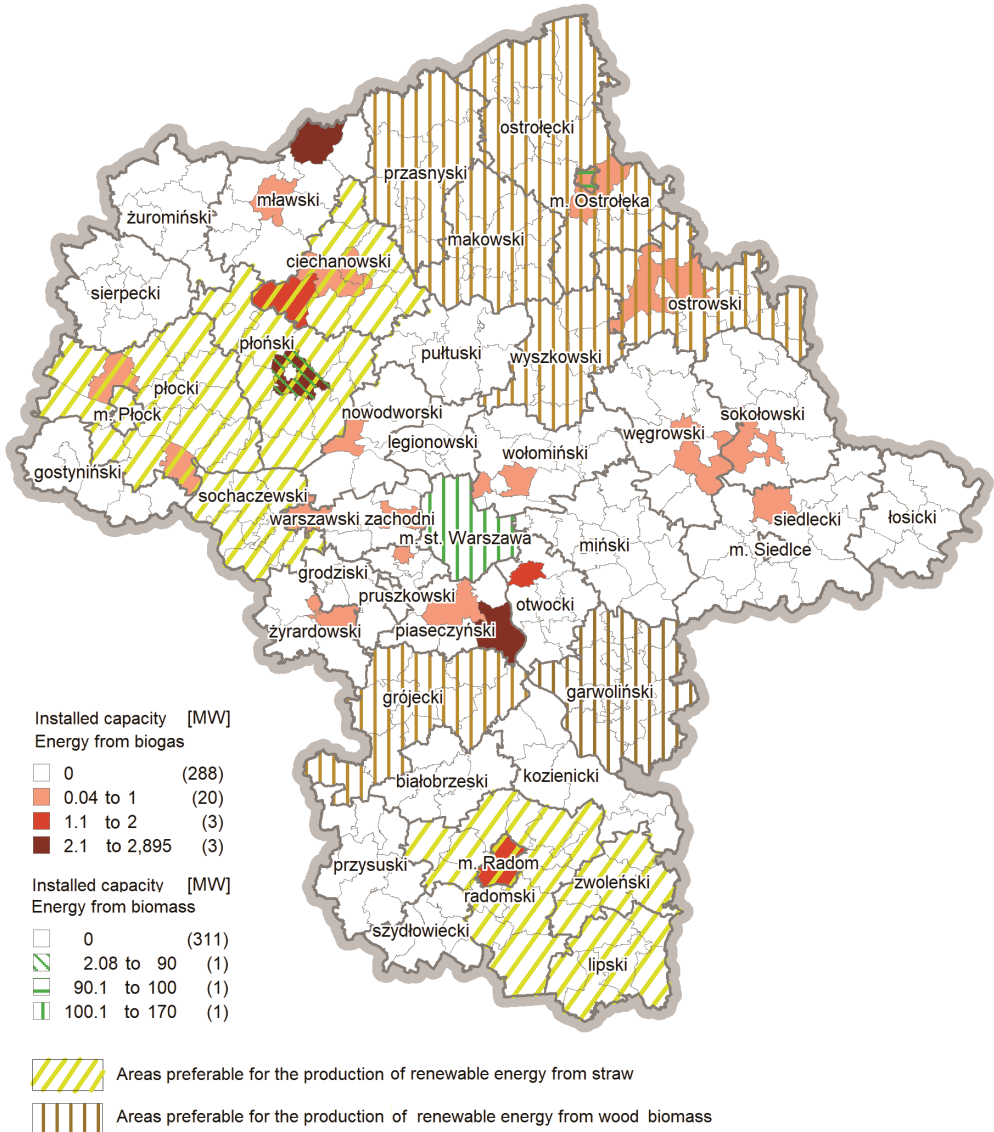 ostrołęcki
przasnyski
m. Ostrołęka
mławski
żuromiński
makowski
ciechanowski
sierpecki
ostrowski
płoński
pułtuski
wyszkowski
płocki
m. Płock
nowodworski
sokołowski
węgrowski
legionowski
wołomiński
gostyniński
sochaczewski
warszawski zachodni
siedlecki
łosicki
m. st. Warszawa
miński
m. Siedlce
grodziski
pruszkowski
otwocki
żyrardowski
piaseczyński
grójecki
garwoliński
białobrzeski
kozienicki
przysuski
m. Radom
zwoleński
radomski
szydłowiecki
lipski
Installed capacity [MW]
Energy from biogas
0 (288)
0.04 to 1 (20)
1.1 to 2 (3)
2.1 to 2,895 (3)
Installed capacity [MW]
Energy from biomass
0 (311)
2.08 to 90 (1)
90.1 to 100 (1)
100.1 to 170 (1)
Areas preferable for the production of renewable energy from straw
Areas preferable for the production of renewable energy from wood biomass